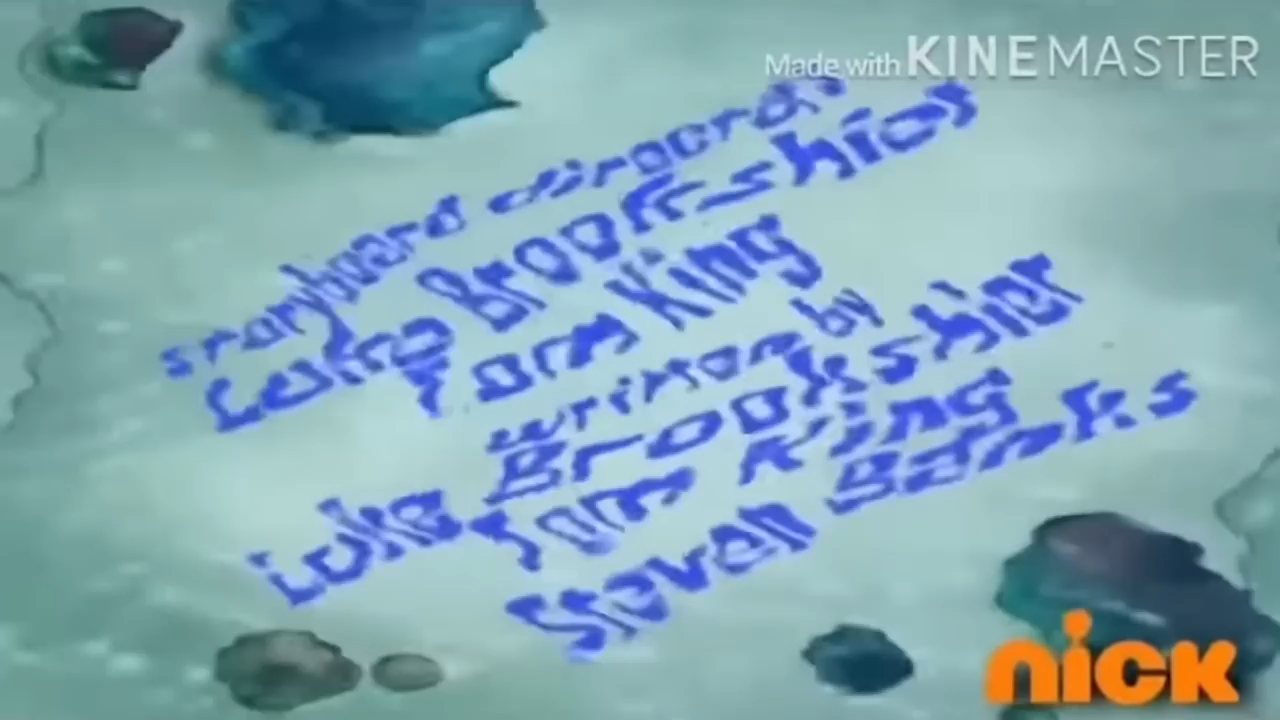 Made with KINEMASTER
storyboard directors
Luke Brookshier
Tom King
written by
Luke Brookshier
Tom King
Steven Banks
nick